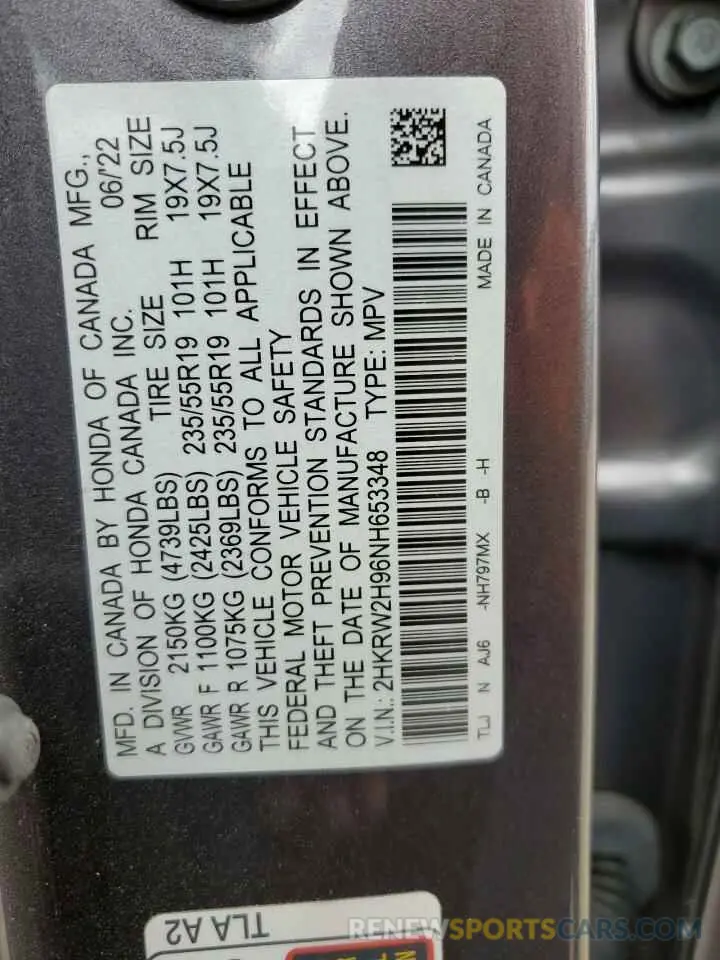 MFD. IN CANADA BY HONDA OF CANADA MFG.,
A DIVISION OF HONDA CANADA INC. 06/'22
GVWR 2150KG (4739LBS) TIRE SIZE RIM SIZE
GAWR F 1100KG (2425LBS) 235/55R19 101H 19X7.5J
GAWR R 1075KG (2369LBS) 235/55R19 101H 19X7.5J
THIS VEHICLE CONFORMS TO ALL APPLICABLE
FEDERAL MOTOR VEHICLE SAFETY
AND THEFT PREVENTION STANDARDS IN EFFECT
ON THE DATE OF MANUFACTURE SHOWN ABOVE.
V.I.N.: 2HKRW2H96NH653348 TYPE: MPV
TLJ N AJ6 -NH797MX -B -H MADE IN CANADA
TLA A2
RENEWSPORTSCARS.COM